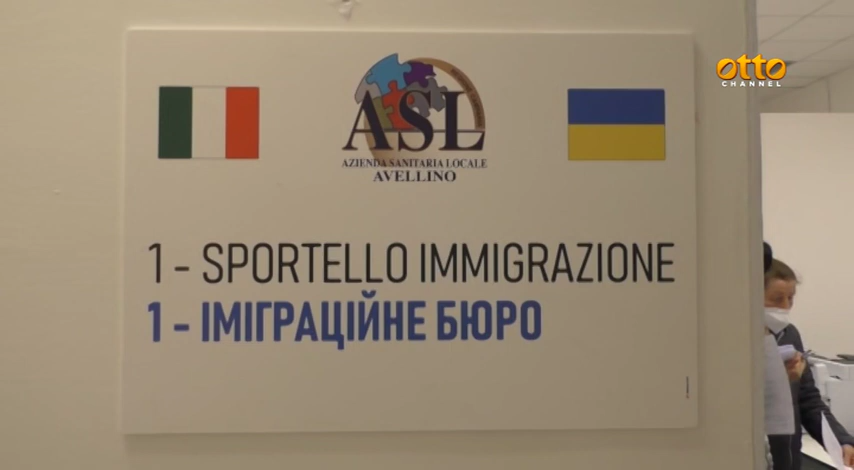 otto
CHANNEL
ASL
AZIENDA SANITARIA LOCALE
AVELLINO
1 - SPORTELLO IMMIGRAZIONE
1 - ІМІГРАЦІЙНЕ БЮРО